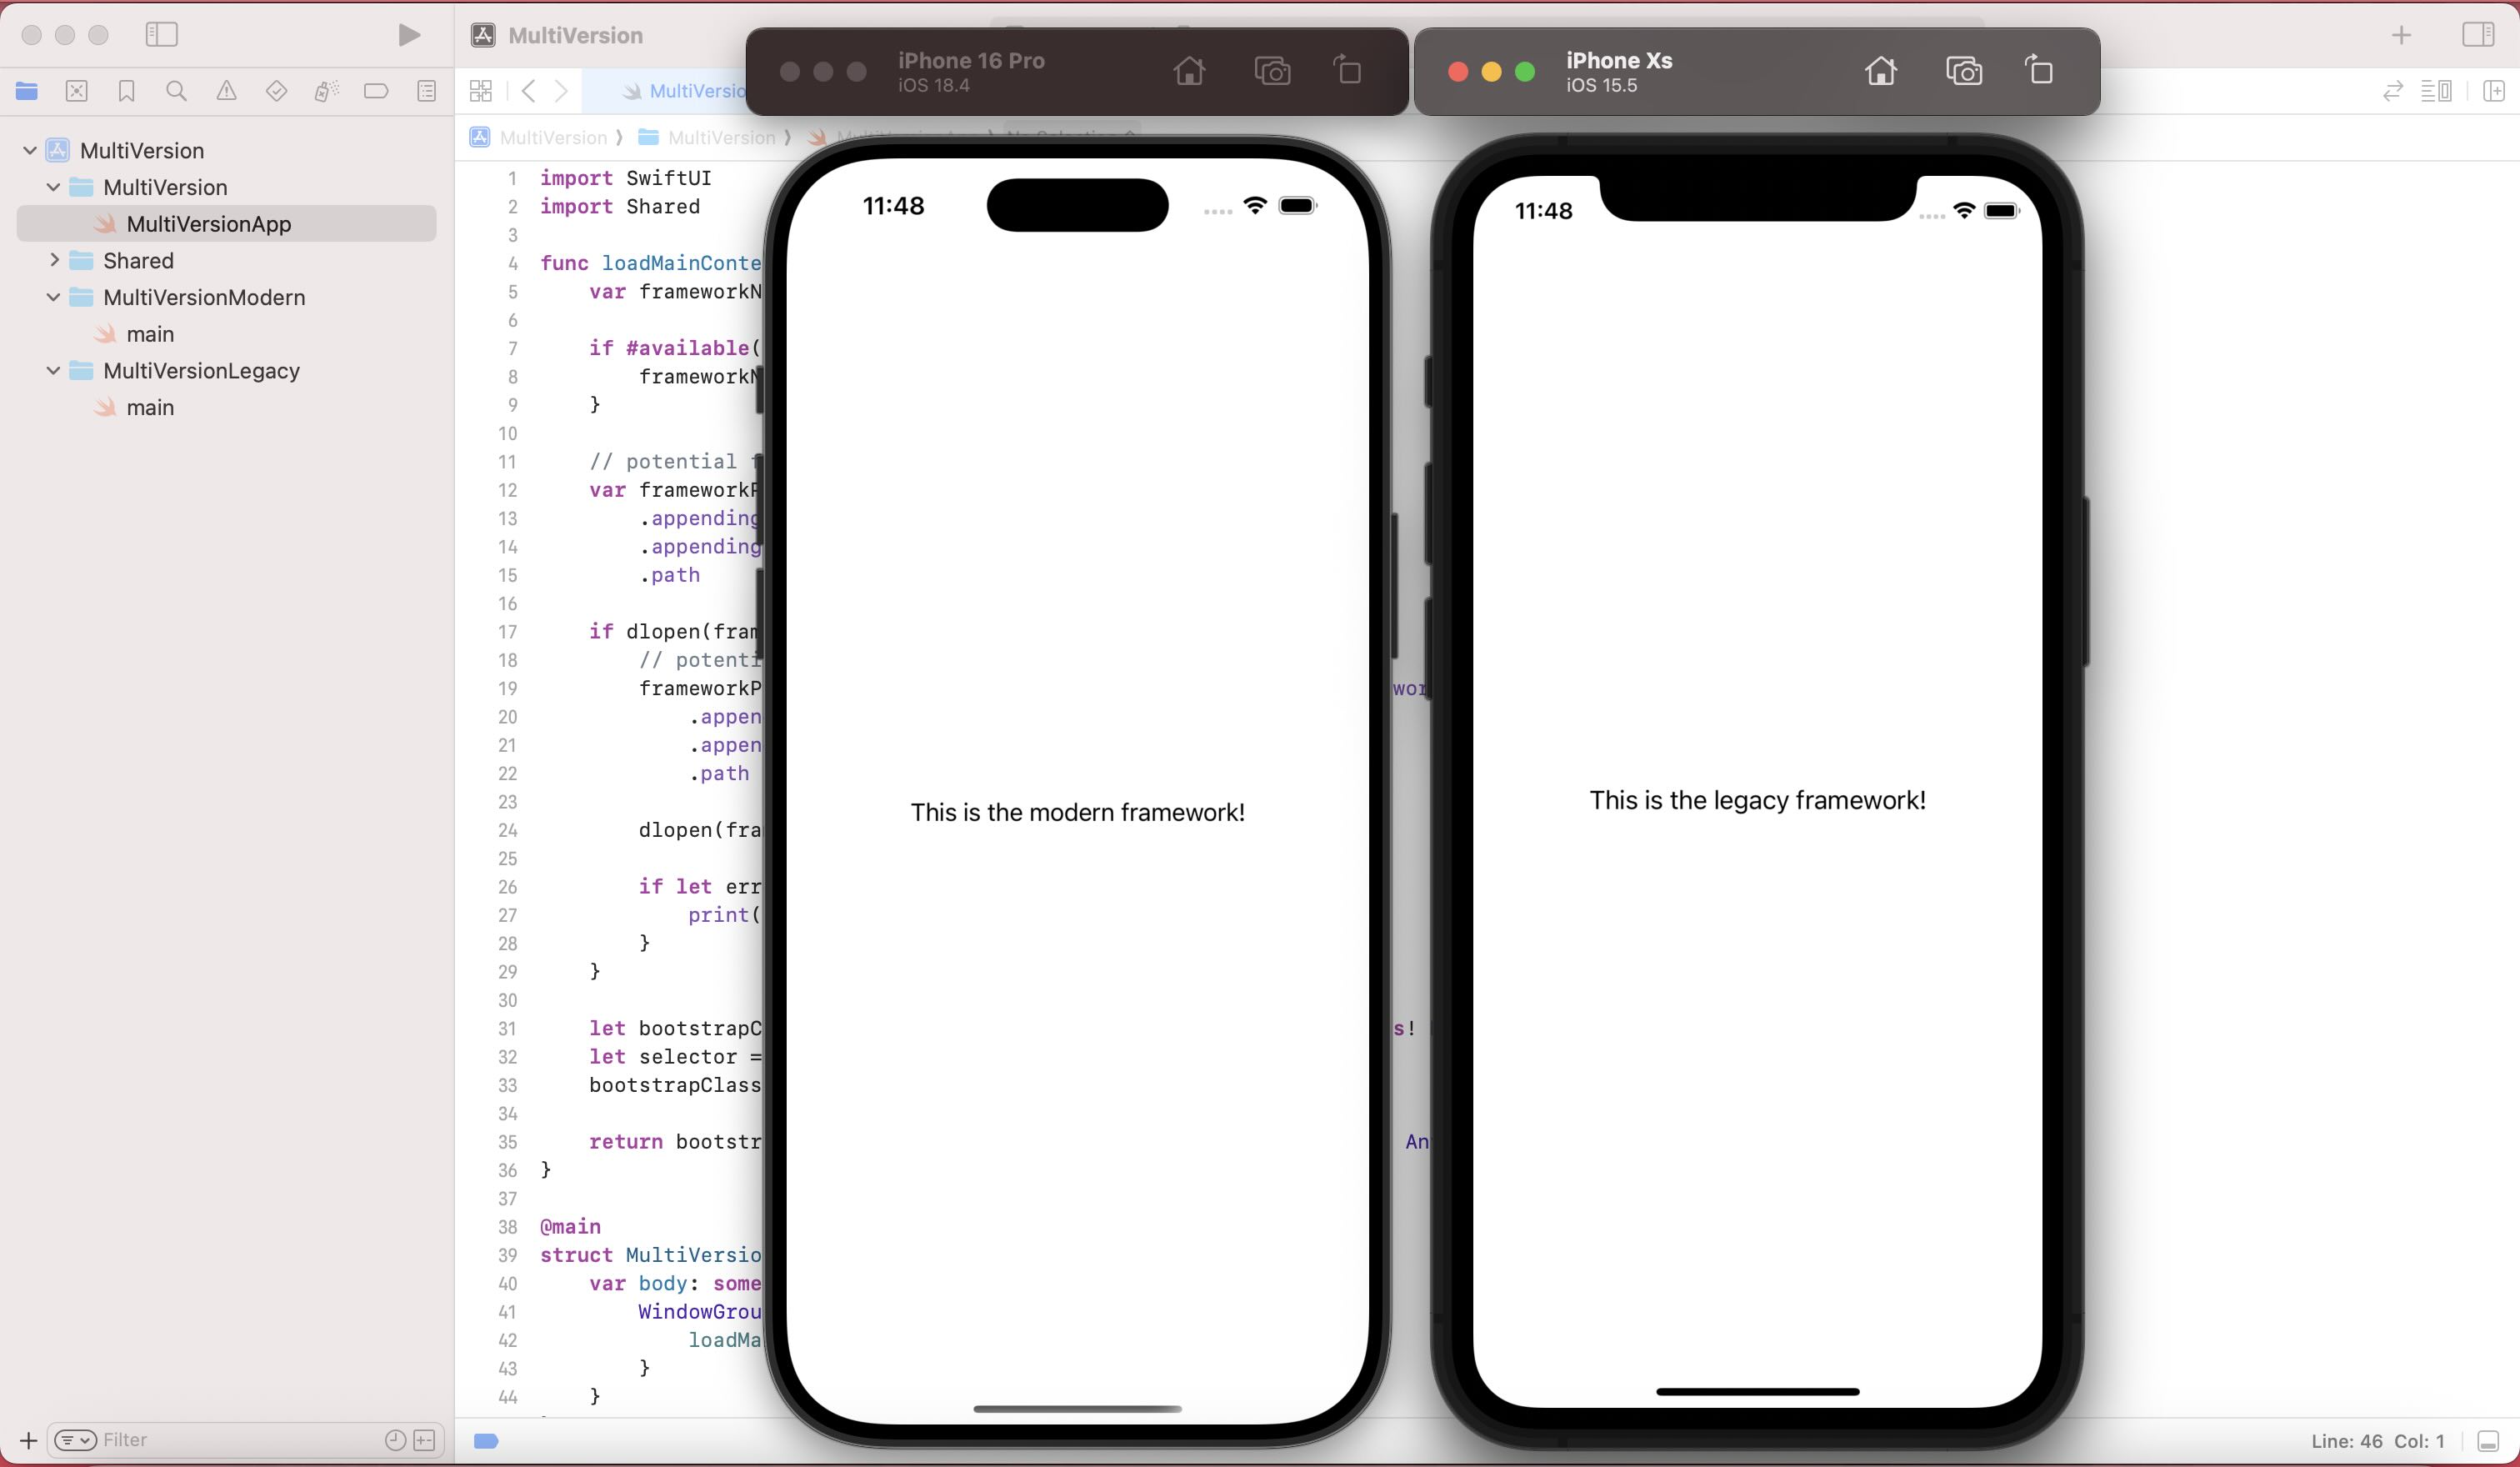 MultiVersion
iPhone 16 Pro
iOS 18.4
iPhone Xs
iOS 15.5
MultiVersion
MultiVersion
MultiVersionApp
Shared
MultiVersionModern
main
MultiVersionLegacy
main
Filter
MultiVersio
MultiVersion
MultiVersion
1 import SwiftUI
2 import Shared
3
4 func loadMainConte
5 var frameworkN
6
7 if #available(
8 frameworkN
9 }
10
11 // potential f
12 var frameworkP
13 .appending
14 .appending
15 .path
16
17 if dlopen(fram
18 // potenti
19 frameworkP wor
20 .appen
21 .appen
22 .path
23
24 dlopen(fra
25
26 if let err
27 print(
28 }
29 }
30
31 let bootstrapC s!
32 let selector =
33 bootstrapClass
34
35 return bootstr An
36 }
37
38 @main
39 struct MultiVersio
40 var body: some
41 WindowGrou
42 loadMa
43 }
44 }
11:48
This is the modern framework!
11:48
This is the legacy framework!
Line: 46 Col: 1